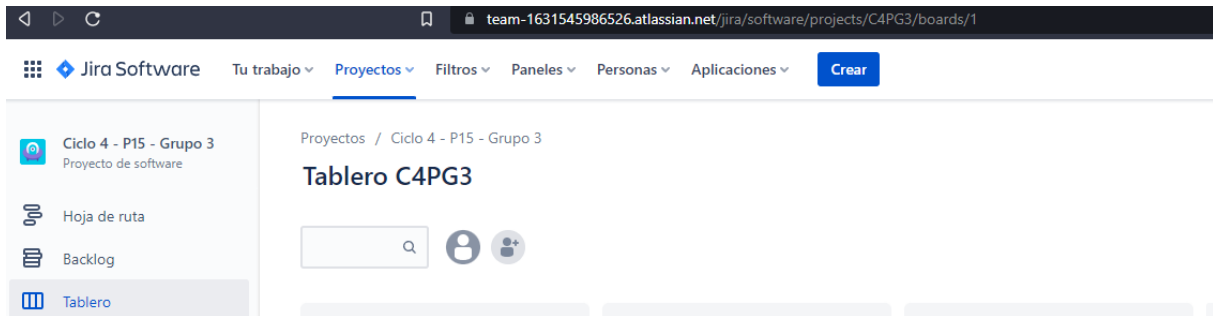 team-1631545986526.atlassian.net/jira/software/projects/C4PG3/boards/1
Jira Software Tu trabajo Proyectos Filtros Paneles Personas Aplicaciones Crear
Ciclo 4 - P15 - Grupo 3
Proyecto de software
Hoja de ruta
Backlog
Tablero
Proyectos / Ciclo 4 - P15 - Grupo 3
Tablero C4PG3